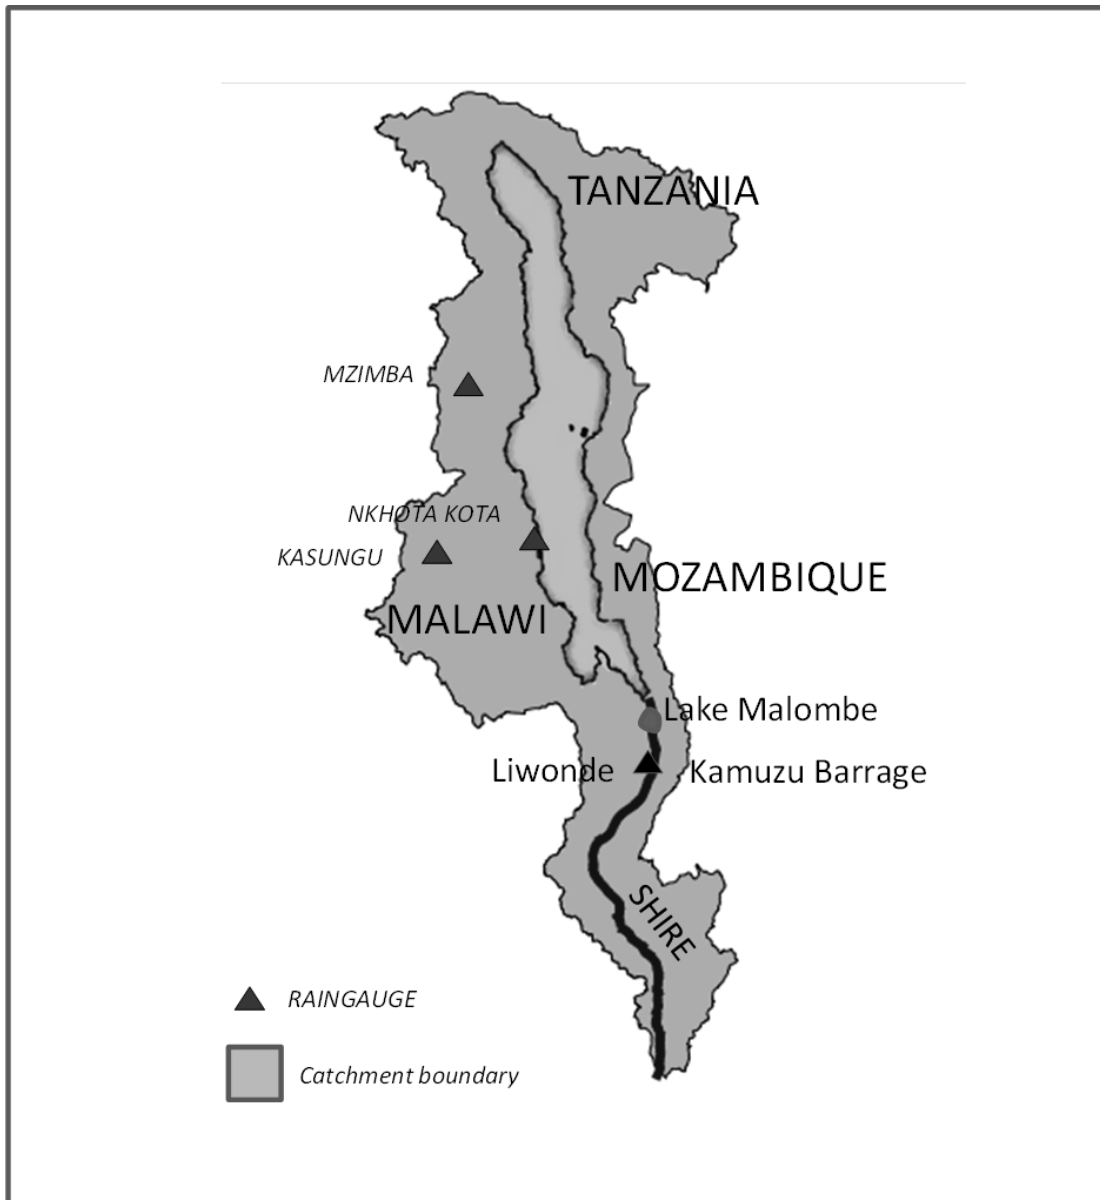 TANZANIA
MZIMBA
NKHOTA KOTA
KASUNGU
MOZAMBIQUE
MALAWI
Lake Malombe
Liwonde
Kamuzu Barrage
SHIRE
RAINGAUGE
Catchment boundary